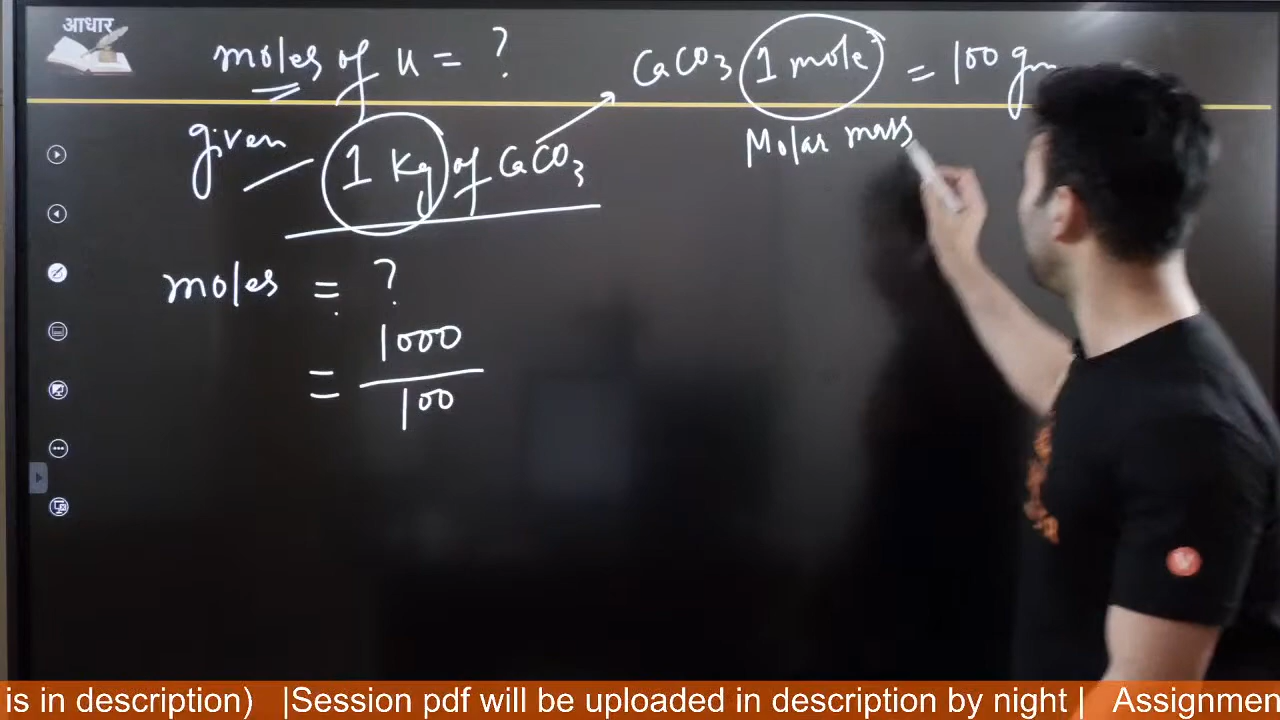 आधार
moles of u = ?
CaCO3 1 mole = 100 gm
given
1 Kg of CaCO3
Molar mass
moles = ?
= 1000
100
is in description) |Session pdf will be uploaded in description by night | Assignmen